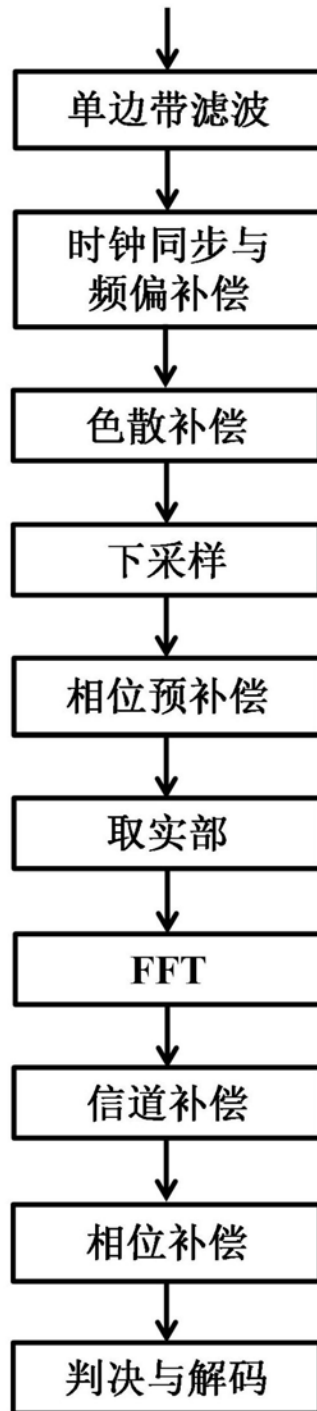 单边带滤波
时钟同步与
频偏补偿
色散补偿
下采样
相位预补偿
取实部
FFT
信道补偿
相位补偿
判决与解码